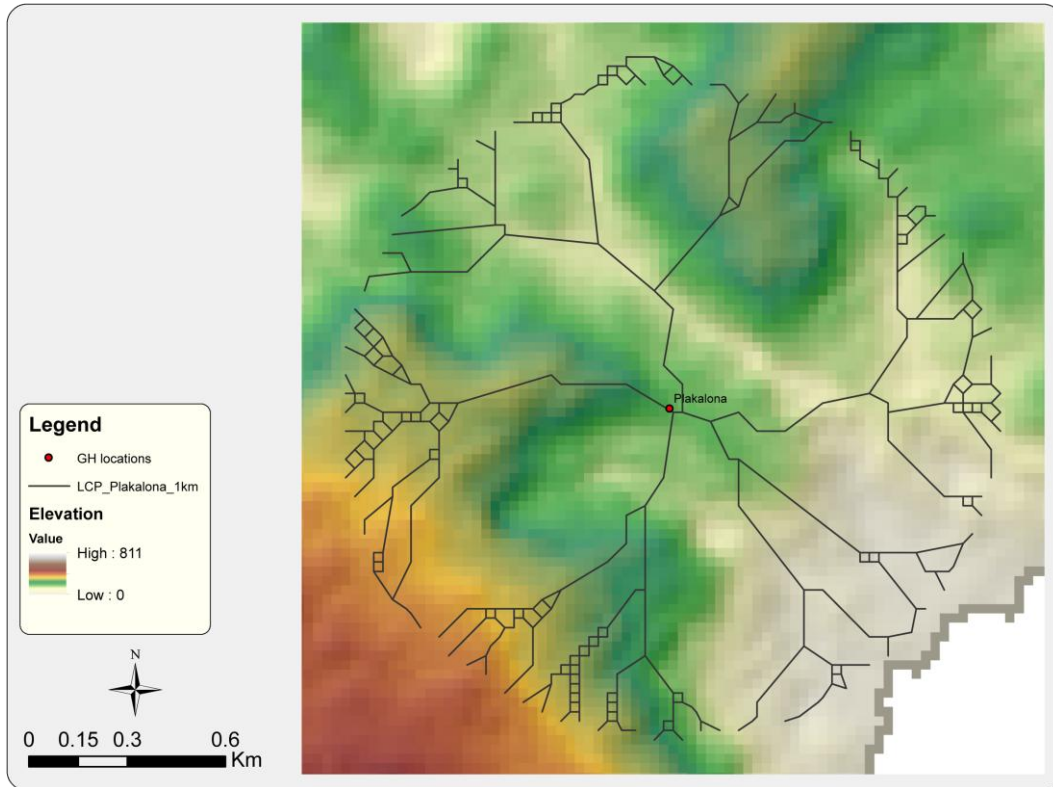 Plakalona
Legend
GH locations
LCP_Plakalona_1km
Elevation
Value
High : 811
Low : 0
N
0 0.15 0.3 0.6
Km